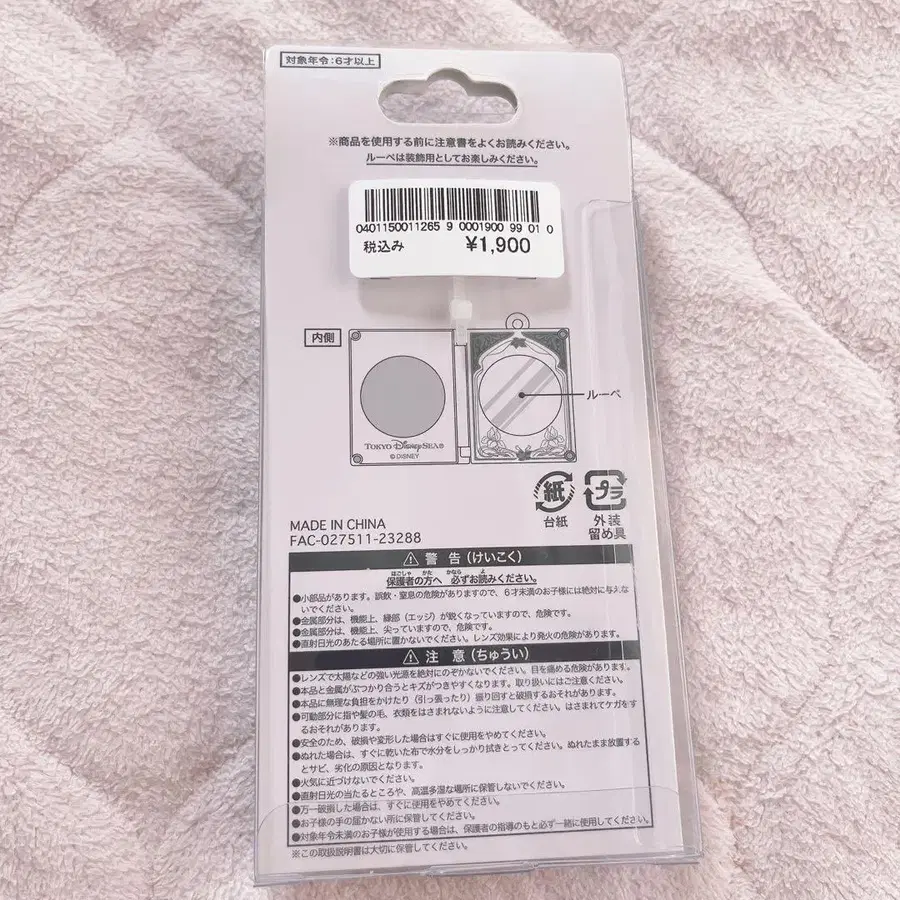 対象年令:6才以上
※商品を使用する前に注意書をよくお読みください。
ルーペは装飾用としてお楽しみください。
0401150011265 9 0001900 99 01 0
税込み ¥1,900
内側
ルーペ
TOKYO DISNEYSEA®
©DISNEY
紙 プラ
台紙 外装
留め具
MADE IN CHINA
FAC-027511-23288
⚠ 警告(けいこく)
ほごしゃ かた かなら よ
保護者の方へ 必ずお読みください。
●小部品があります。誤飲・窒息の危険がありますので、6才未満のお子様には絶対に与えな
いでください。
●金属部分は、機能上、縁部(エッジ)が鋭くなっていますので、危険です。
●金属部分は、機能上、尖っていますので、危険です。
●直射日光のあたる場所に置かないでください。レンズ効果により発火の危険があります。
⚠ 注意(ちゅうい)
●レンズで太陽などの強い光源を絶対にのぞかないでください。目を痛める危険があります。
●本品と金属がぶつかり合うとキズがつきやすくなります。取り扱いにはご注意ください。
●本品に無理な負担をかけたり(引っ張ったり)振り回すと破損するおそれがあります。
●可動部分に指や髪の毛、衣類をはさまれないように注意してください。はさまれてケガをす
るおそれがあります。
●安全のため、破損や変形した場合はすぐに使用をやめてください。
●ぬれた場合は、すぐに乾いた布で水分をしっかり拭きとってください。ぬれたまま放置する
とサビ、劣化の原因となります。
●火気に近づけないでください。
●直射日光の当たるところや、高温多湿な場所に保管しないでください。
●万一破損した場合は、すぐに使用をやめてください。
●お子様の手の届かない所に保管してください。
●対象年令未満のお子様が使用する場合は、保護者の指導のもと必ず一緒に使用してください。
※この取扱説明書は大切に保管してください。